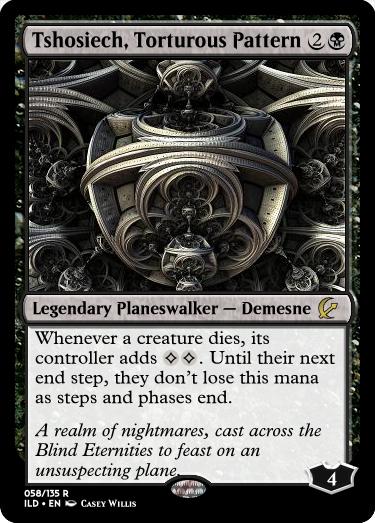 Tshosiech, Torturous Pattern 2
Legendary Planeswalker — Demesne
Whenever a creature dies, its
controller adds ◇◇. Until their next
end step, they don't lose this mana
as steps and phases end.
A realm of nightmares, cast across the
Blind Eternities to feast on an
unsuspecting plane.
4
058/135 R
ILD • EN Casey Willis